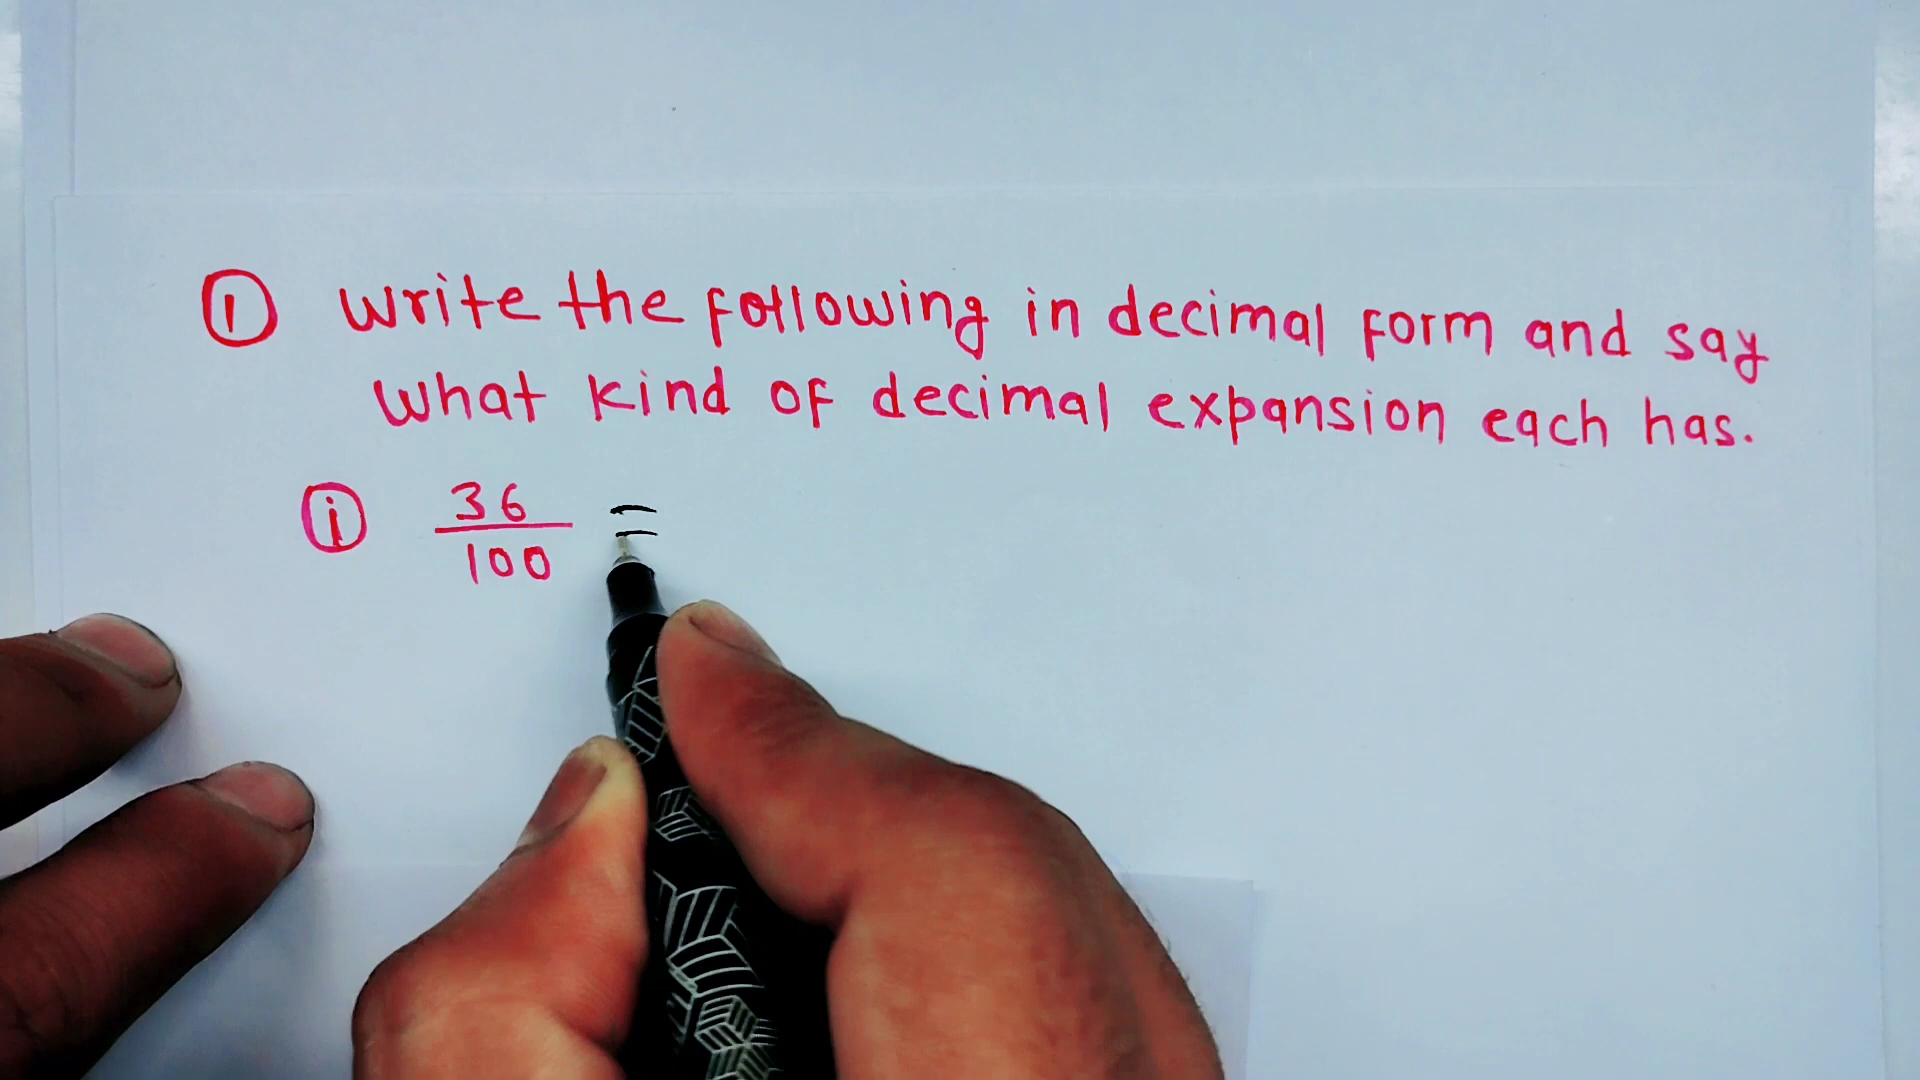 ① Write the following in decimal form and say
what kind of decimal expansion each has.
ⓘ 36/100 =